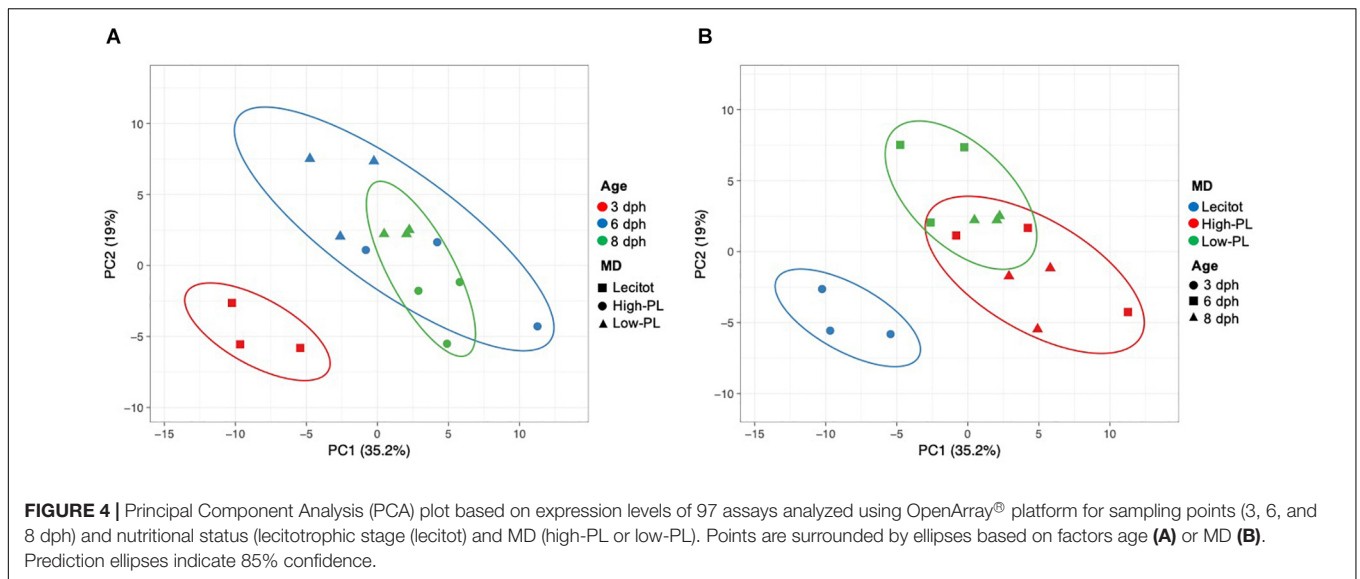 A
B
10
5
0
−5
−10
PC2 (19%)
−15
−10
−5
0
5
10
PC1 (35.2%)
Age
3 dph
6 dph
8 dph
MD
Lecitot
High-PL
Low-PL
10
5
0
−5
−10
PC2 (19%)
−15
−10
−5
0
5
10
PC1 (35.2%)
MD
Lecitot
High-PL
Low-PL
Age
3 dph
6 dph
8 dph
FIGURE 4 | Principal Component Analysis (PCA) plot based on expression levels of 97 assays analyzed using OpenArray® platform for sampling points (3, 6, and
8 dph) and nutritional status (lecitotrophic stage (lecitot) and MD (high-PL or low-PL). Points are surrounded by ellipses based on factors age (A) or MD (B).
Prediction ellipses indicate 85% confidence.